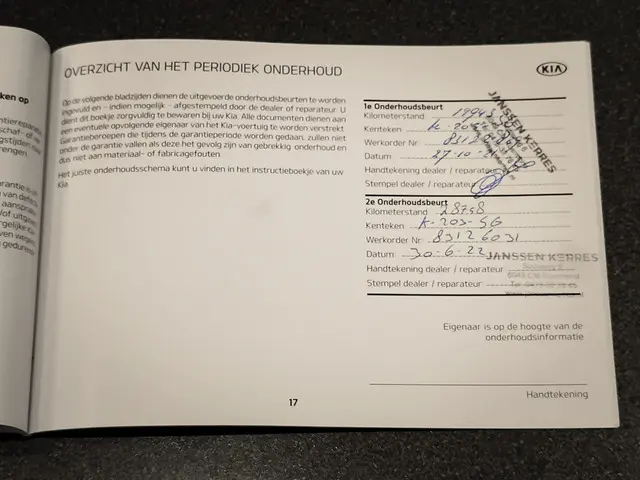 ken op
OVERZICHT VAN HET PERIODIEK ONDERHOUD
KIA
Op de volgende bladzijden dienen de uitgevoerde onderhoudsbeurten te worden
ingevuld en - indien mogelijk - afgestempeld door de dealer of reparateur. U
dient dit boekje zorgvuldig te bewaren bij uw Kia. Alle documenten dienen aan
een eventuele opvolgende eigenaar van het Kia-voertuig te worden verstrekt.
Garantieberoepen die tijdens de garantieperiode worden gedaan, zullen niet
onder de garantie vallen als deze het gevolg zijn van gebrekkig onderhoud en
dus niet aan materiaal- of fabricagefouten.
Het juiste onderhoudsschema kunt u vinden in het instructieboekje van uw
Kia.
1e Onderhoudsbeurt
Kilometerstand
Kenteken
Werkorder Nr
Datum 27-10-
Handtekening dealer / reparateur
Stempel dealer / reparateur
JANSSEN KERRES
2e Onderhoudsbeurt
Kilometerstand 28758
Kenteken K-203-SG
Werkorder Nr 83126031
Datum 30-6-22
JANSSEN KERRES
Handtekening dealer / reparateur
Stempel dealer / reparateur
Eigenaar is op de hoogte van de
onderhoudsinformatie
Handtekening
17